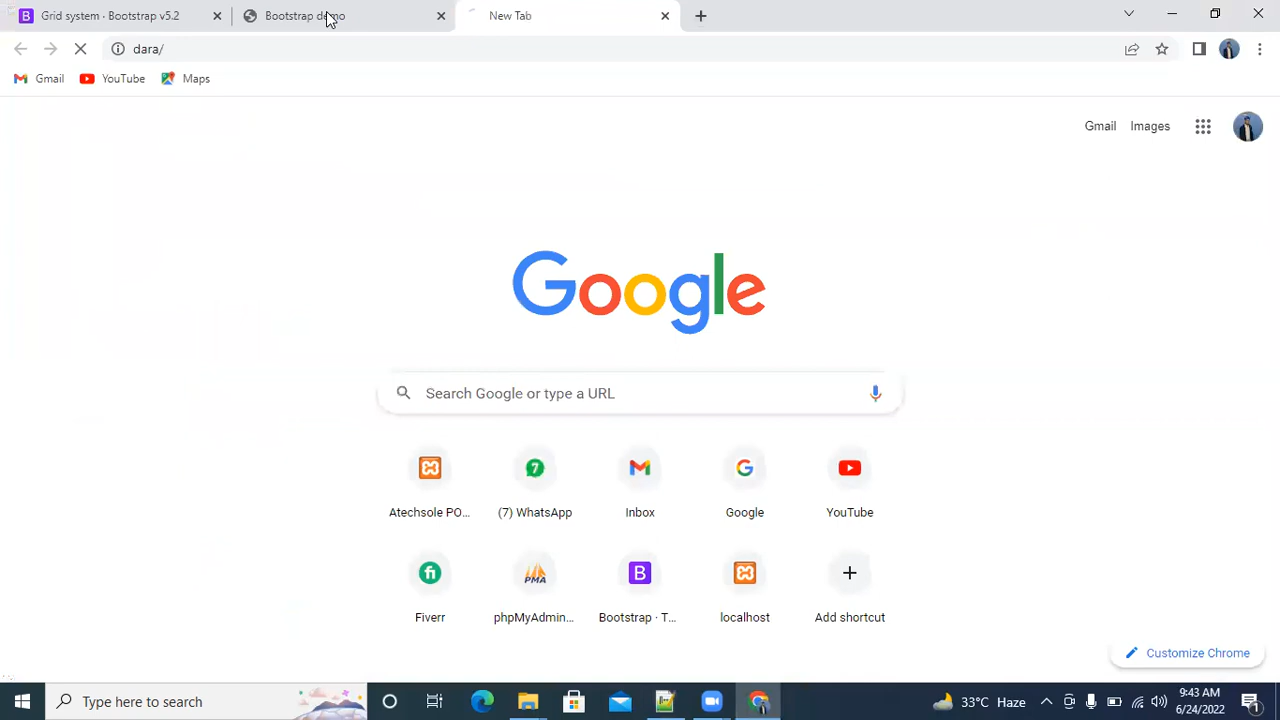 Grid system · Bootstrap v5.2
Bootstrap demo
New Tab
dara/
Gmail
YouTube
Maps
Gmail
Images
Google
Search Google or type a URL
Atechsole PO...
(7) WhatsApp
Inbox
Google
YouTube
Fiverr
phpMyAdmin...
Bootstrap · T...
localhost
Add shortcut
Customize Chrome
Type here to search
33°C Haze
9:43 AM
6/24/2022